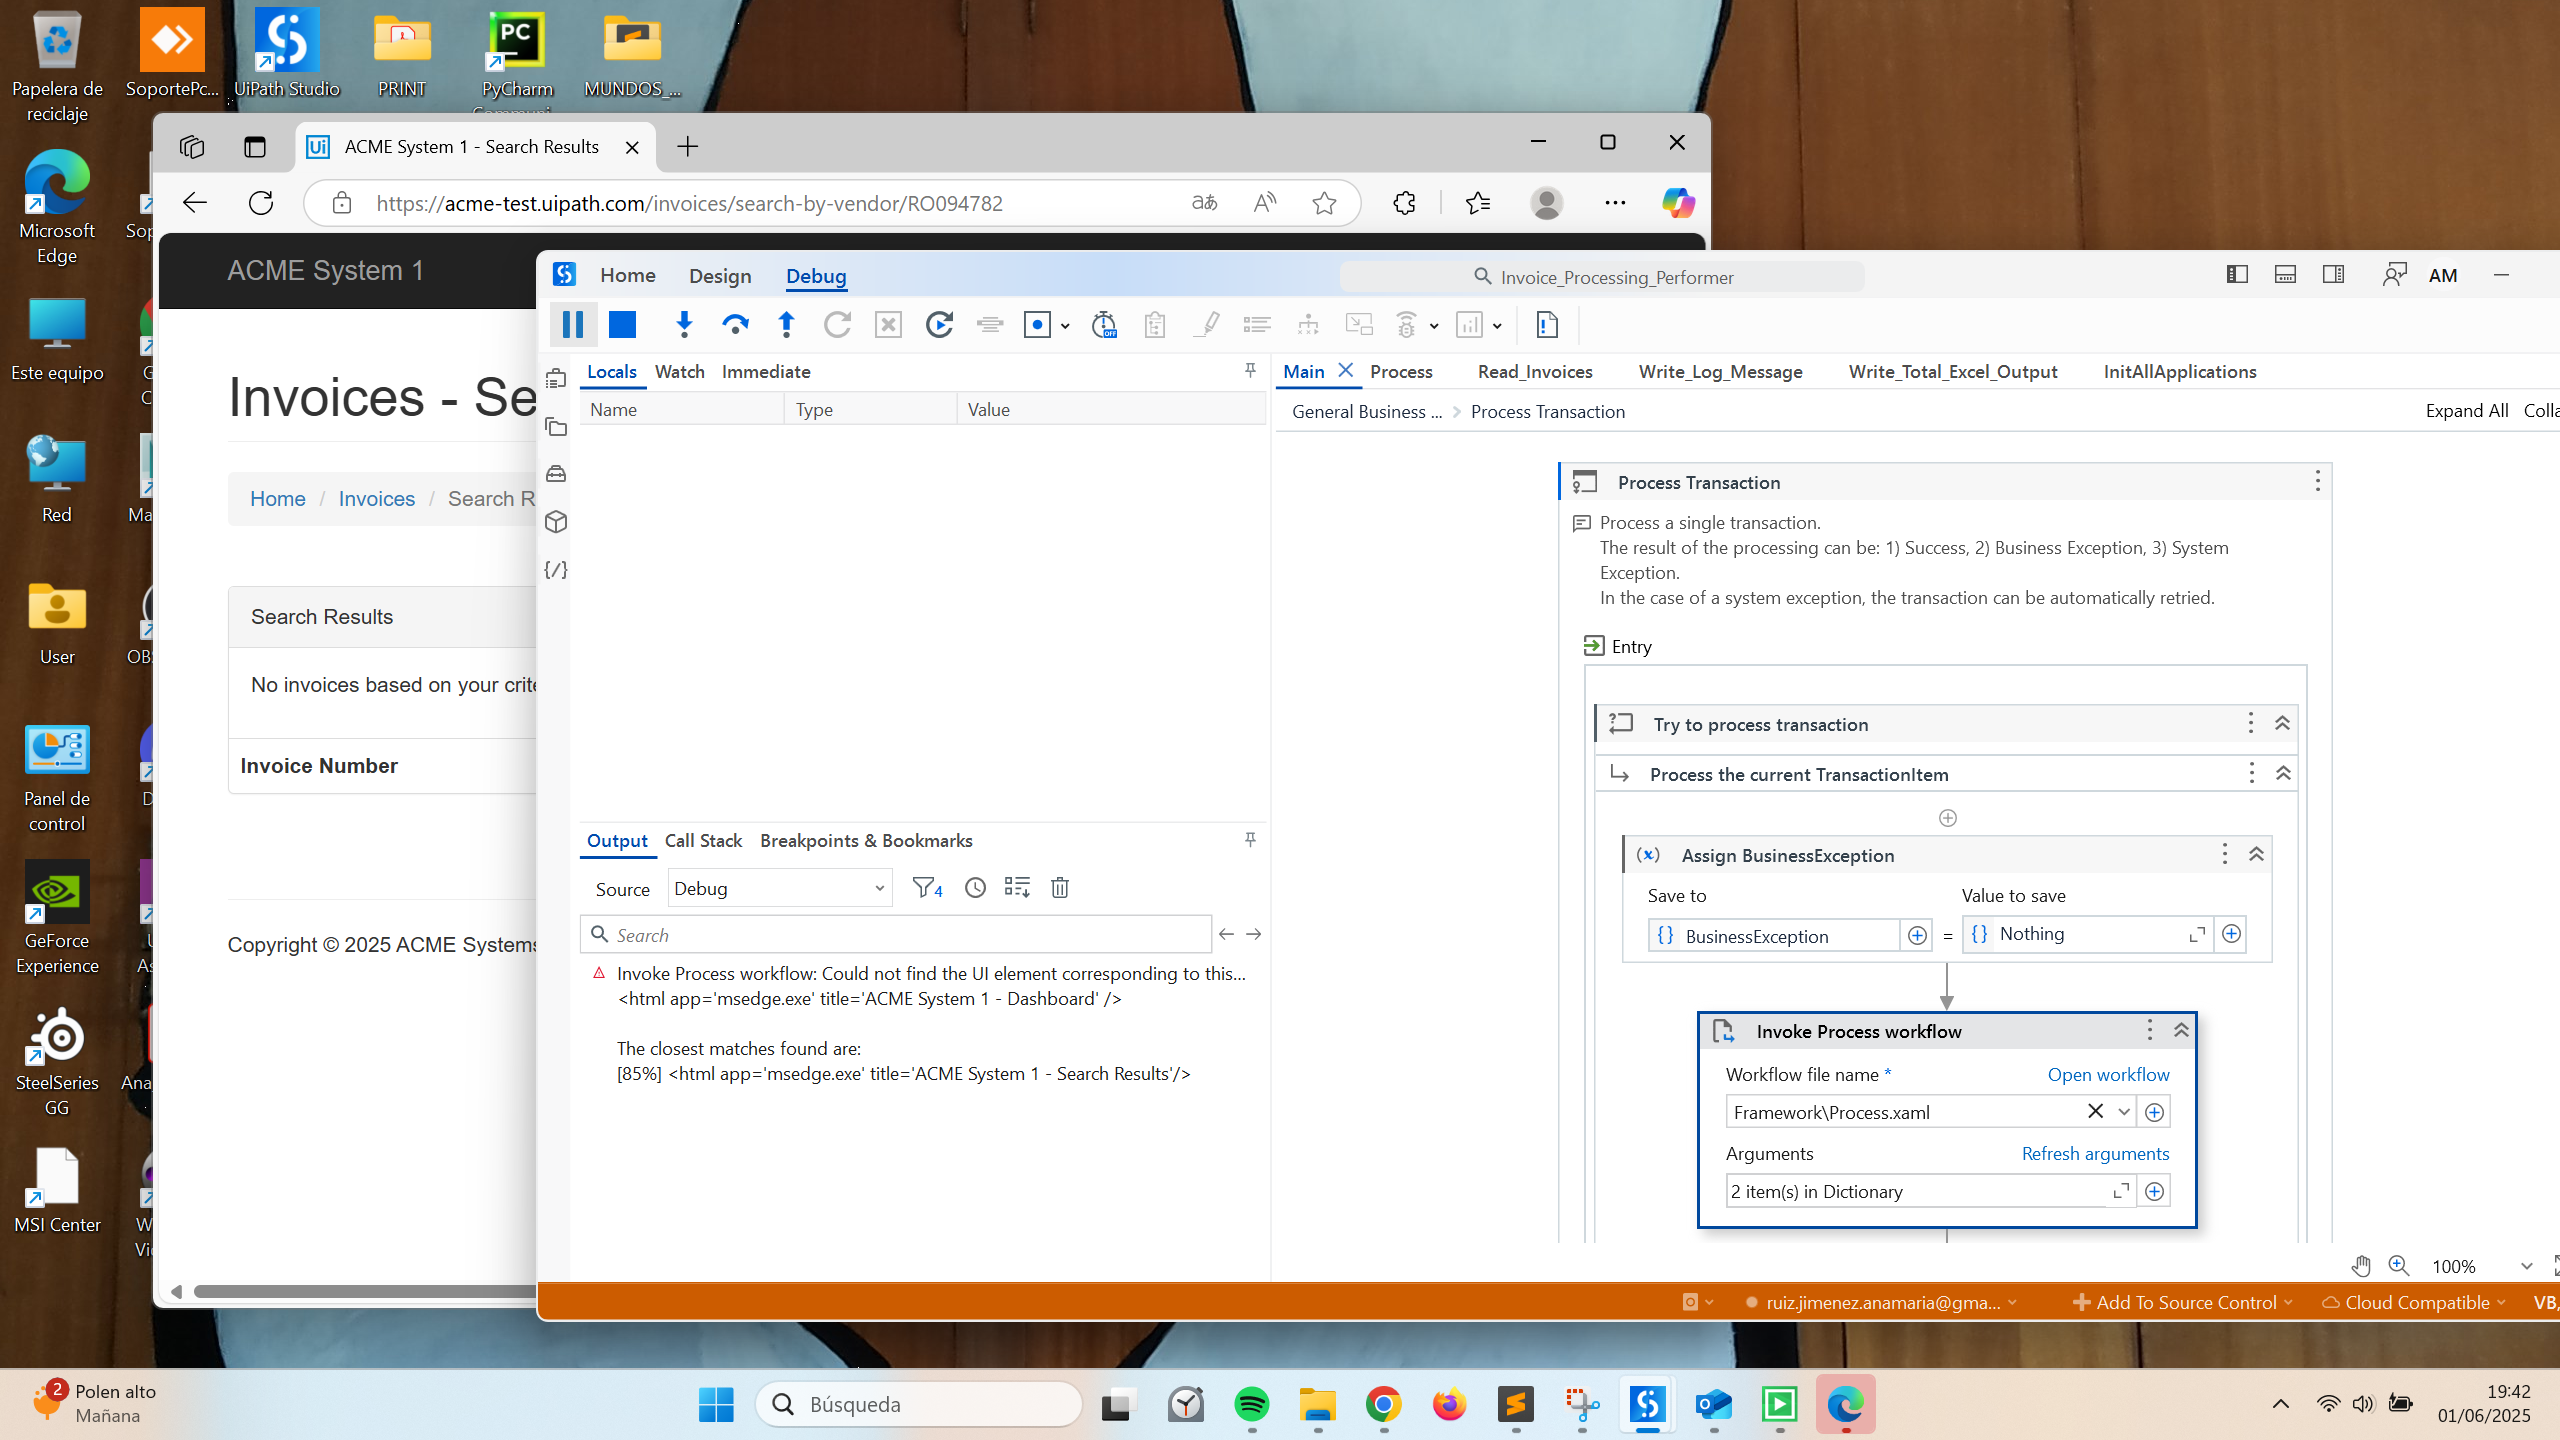 Papelera de reciclaje
SoportePc...
UiPath Studio
PRINT
PyCharm
MUNDOS_...
Microsoft Edge
Este equipo
Red
User
Panel de control
GeForce Experience
SteelSeries GG
MSI Center
ACME System 1 - Search Results
https://acme-test.uipath.com/invoices/search-by-vendor/RO094782
ACME System 1
Invoices - Se
Home / Invoices / Search R
Search Results
No invoices based on your crite
Invoice Number
Copyright © 2025 ACME Systems
Home Design Debug
Invoice_Processing_Performer
AM
OFF
Locals Watch Immediate
Name Type Value
Main Process Read_Invoices Write_Log_Message Write_Total_Excel_Output InitAllApplications
General Business ... > Process Transaction
Expand All Colla
Process Transaction
Process a single transaction.
The result of the processing can be: 1) Success, 2) Business Exception, 3) System
Exception.
In the case of a system exception, the transaction can be automatically retried.
Entry
Try to process transaction
Process the current TransactionItem
Assign BusinessException
Save to Value to save
BusinessException = Nothing
Invoke Process workflow
Workflow file name * Open workflow
Framework\Process.xaml
Arguments Refresh arguments
2 item(s) in Dictionary
100%
Output Call Stack Breakpoints & Bookmarks
Source Debug 4
Search
Invoke Process workflow: Could not find the UI element corresponding to this...
<html app='msedge.exe' title='ACME System 1 - Dashboard' />
The closest matches found are:
[85%] <html app='msedge.exe' title='ACME System 1 - Search Results'/>
ruiz.jimenez.anamaria@gma... Add To Source Control Cloud Compatible VB,
2 Polen alto
Mañana
Búsqueda
19:42
01/06/2025